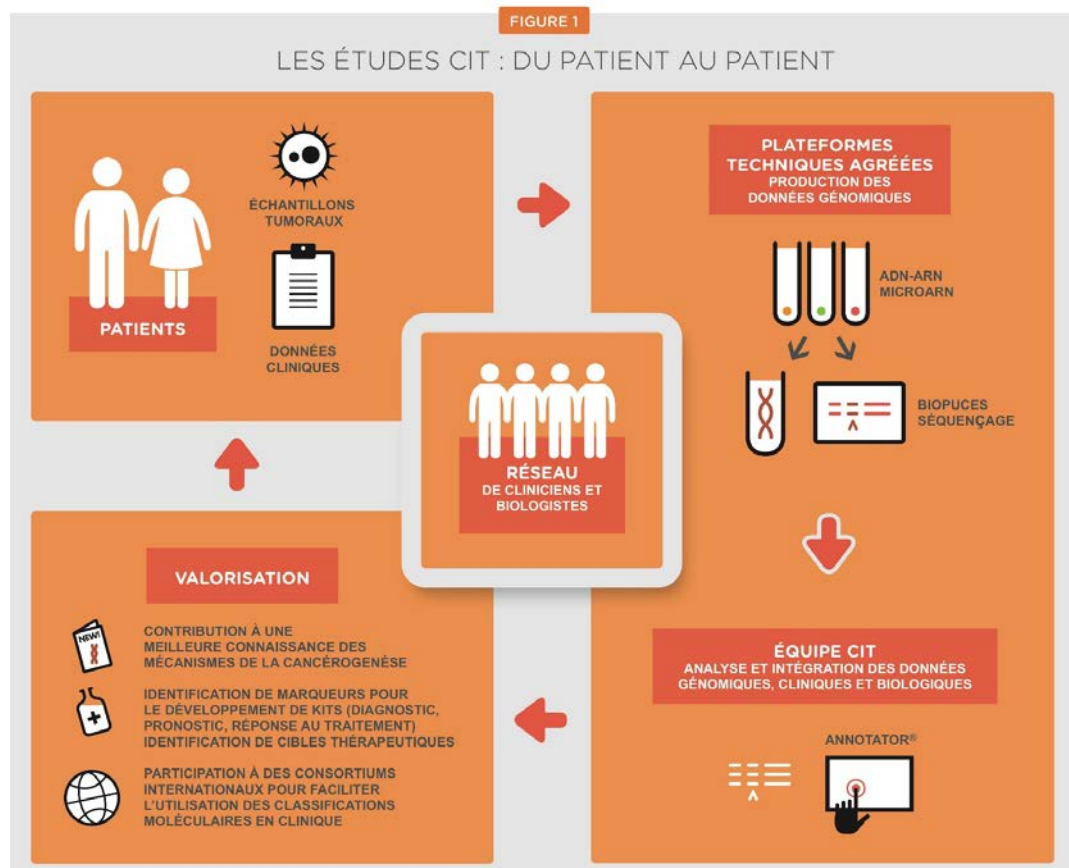 FIGURE 1
LES ÉTUDES CIT : DU PATIENT AU PATIENT
ÉCHANTILLONS
TUMORAUX
PATIENTS
DONNÉES
CLINIQUES
PLATEFORMES
TECHNIQUES AGRÉÉES
PRODUCTION DES
DONNÉES GÉNOMIQUES
ADN-ARN
MICROARN
BIOPUCES
SÉQUENÇAGE
RÉSEAU
DE CLINICIENS ET
BIOLOGISTES
ÉQUIPE CIT
ANALYSE ET INTÉGRATION DES DONNÉES
GÉNOMIQUES, CLINIQUES ET BIOLOGIQUES
ANNOTATOR®
VALORISATION
NEW!
CONTRIBUTION À UNE
MEILLEURE CONNAISSANCE DES
MÉCANISMES DE LA CANCÉROGENÈSE
IDENTIFICATION DE MARQUEURS POUR
LE DÉVELOPPEMENT DE KITS (DIAGNOSTIC,
PRONOSTIC, RÉPONSE AU TRAITEMENT)
IDENTIFICATION DE CIBLES THÉRAPEUTIQUES
PARTICIPATION À DES CONSORTIUMS
INTERNATIONAUX POUR FACILITER
L'UTILISATION DES CLASSIFICATIONS
MOLÉCULAIRES EN CLINIQUE